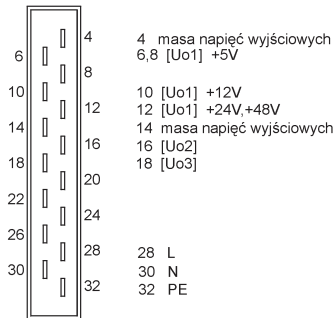 4
6
8
10
12
14
16
18
20
22
24
26
28
30
32
4 masa napięć wyjściowych
6,8 [Uo1] +5V
10 [Uo1] +12V
12 [Uo1] +24V,+48V
14 masa napięć wyjściowych
16 [Uo2]
18 [Uo3]
28 L
30 N
32 PE